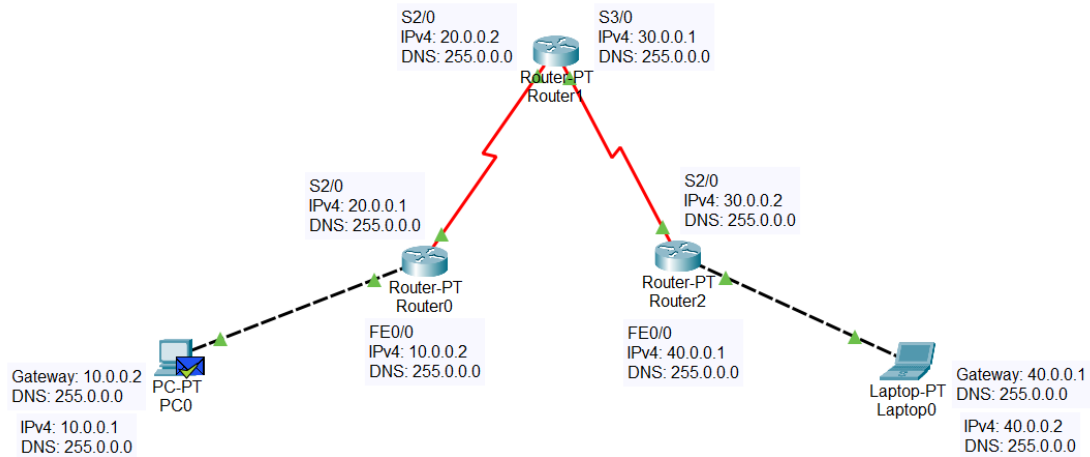 S2/0
IPv4: 20.0.0.2
DNS: 255.0.0.0
S3/0
IPv4: 30.0.0.1
DNS: 255.0.0.0
Router-PT
Router1
S2/0
IPv4: 20.0.0.1
DNS: 255.0.0.0
S2/0
IPv4: 30.0.0.2
DNS: 255.0.0.0
Router-PT
Router0
Router-PT
Router2
FE0/0
IPv4: 10.0.0.2
DNS: 255.0.0.0
FE0/0
IPv4: 40.0.0.1
DNS: 255.0.0.0
Gateway: 10.0.0.2
DNS: 255.0.0.0
PC-PT
PC0
IPv4: 10.0.0.1
DNS: 255.0.0.0
Laptop-PT
Laptop0
Gateway: 40.0.0.1
DNS: 255.0.0.0
IPv4: 40.0.0.2
DNS: 255.0.0.0